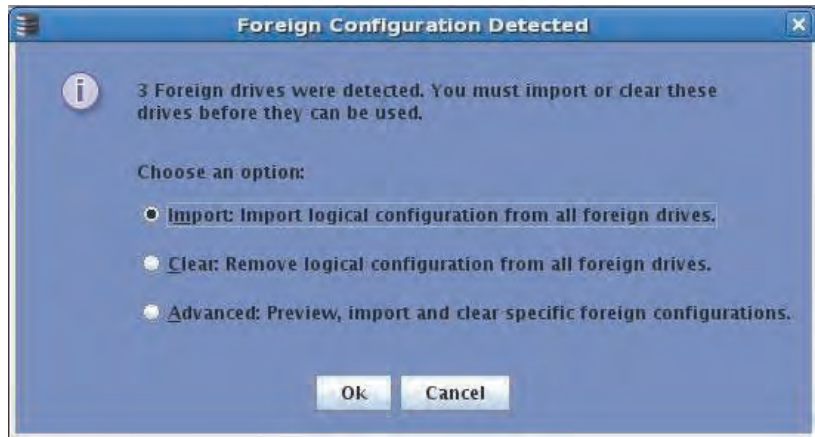 Foreign Configuration Detected
3 Foreign drives were detected. You must import or clear these
drives before they can be used.
Choose an option:
Import: Import logical configuration from all foreign drives.
Clear: Remove logical configuration from all foreign drives.
Advanced: Preview, import and clear specific foreign configurations.
Ok Cancel